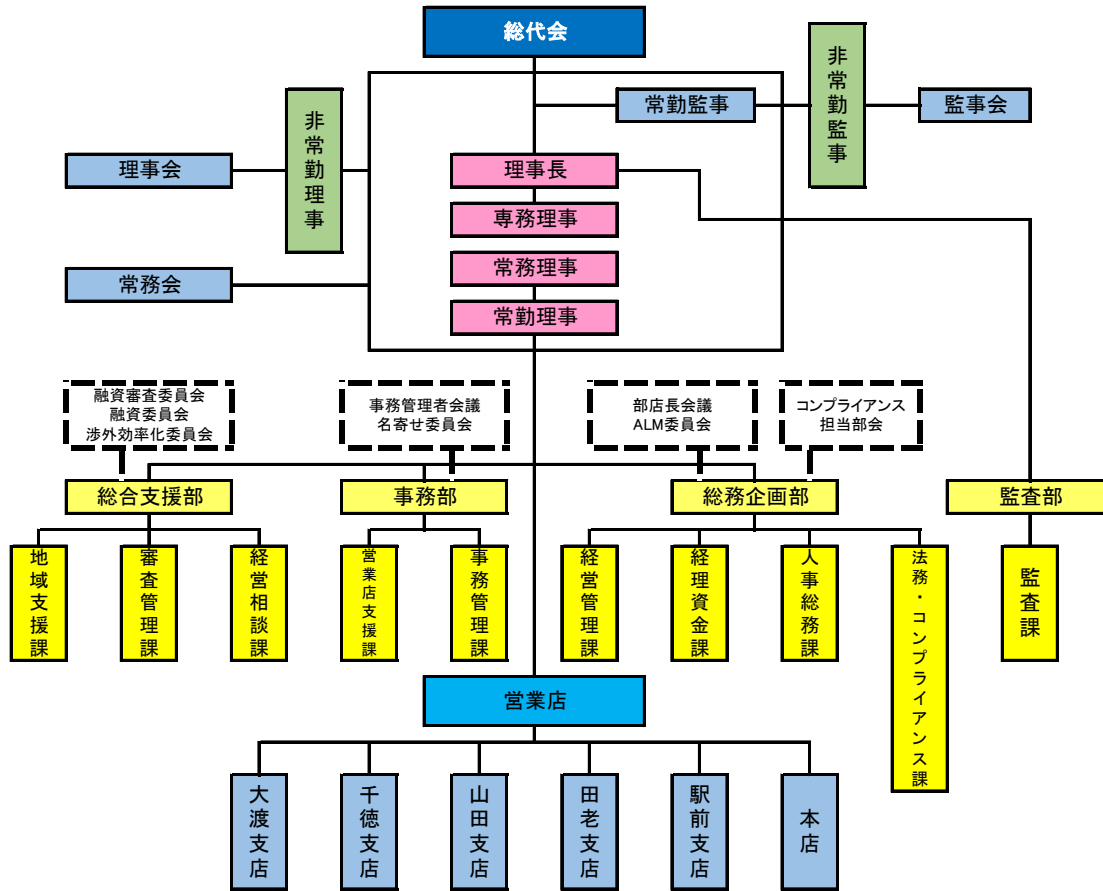 総代会
非常勤監事
常勤監事
監事会
非常勤理事
理事会
理事長
専務理事
常務会
常務理事
常勤理事
融資審査委員会
融資委員会
渉外効率化委員会
事務管理者会議
名寄せ委員会
部店長会議
ALM委員会
コンプライアンス
担当部会
総合支援部
事務部
総務企画部
監査部
地域支援課
審査管理課
経営相談課
営業店支援課
事務管理課
経営管理課
経理資金課
人事総務課
法務・コンプライアンス課
監査課
営業店
大渡支店
千徳支店
山田支店
田老支店
駅前支店
本店